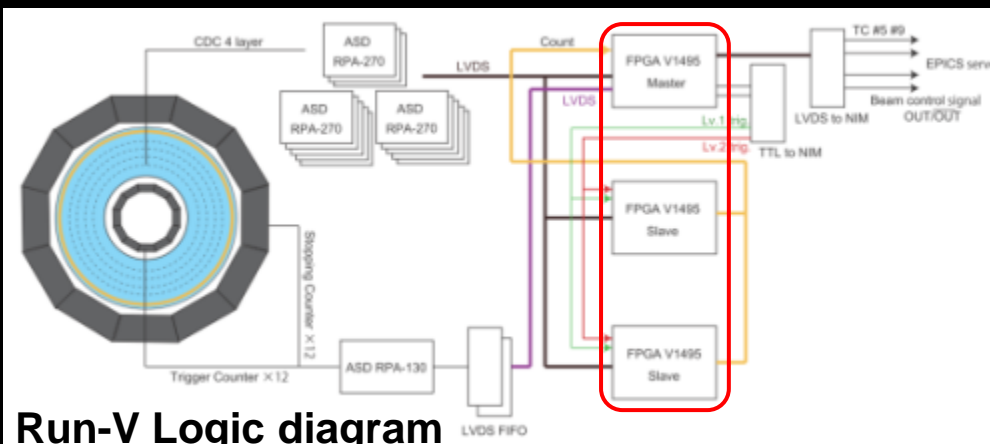 CDC 4 layer
ASD
RPA-270
ASD
RPA-270
ASD
RPA-270
LVDS
Count
LVDS
FPGA V1495
Master
Lv.1 trig.
Lv.2 trig.
TC #5 #9
EPICS serv
Beam control signal
OUT/OUT
LVDS to NIM
TTL to NIM
FPGA V1495
Slave
FPGA V1495
Slave
Stopping Counter ×12
Trigger Counter ×12
ASD RPA-130
LVDS FIFO
Run-V Logic diagram